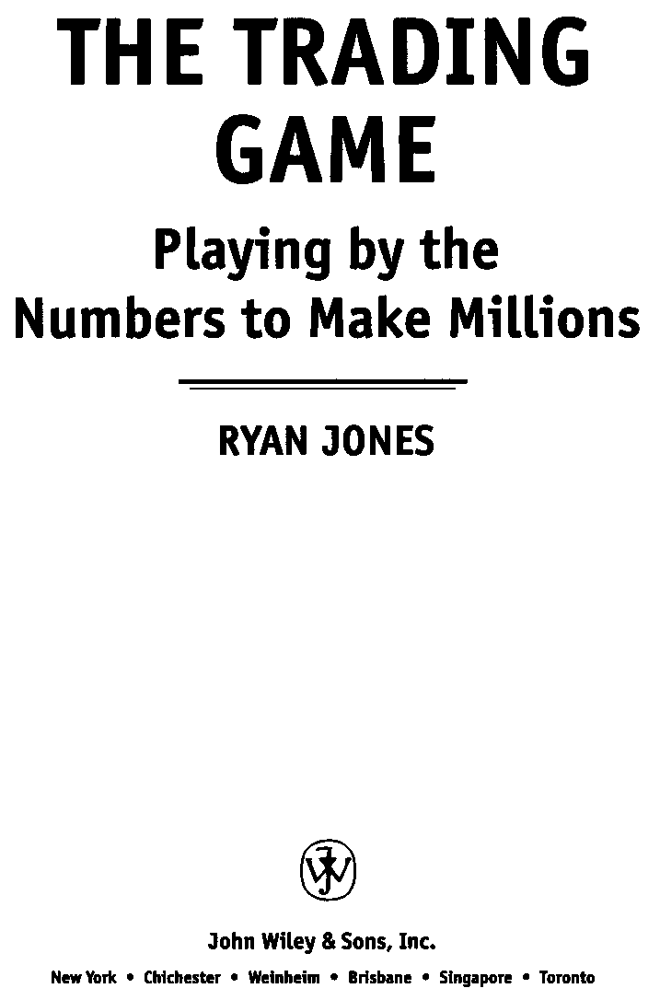 THE TRADING
GAME
Playing by the
Numbers to Make Millions
RYAN JONES
John Wiley & Sons, Inc.
New York • Chichester • Weinheim • Brisbane • Singapore • Toronto